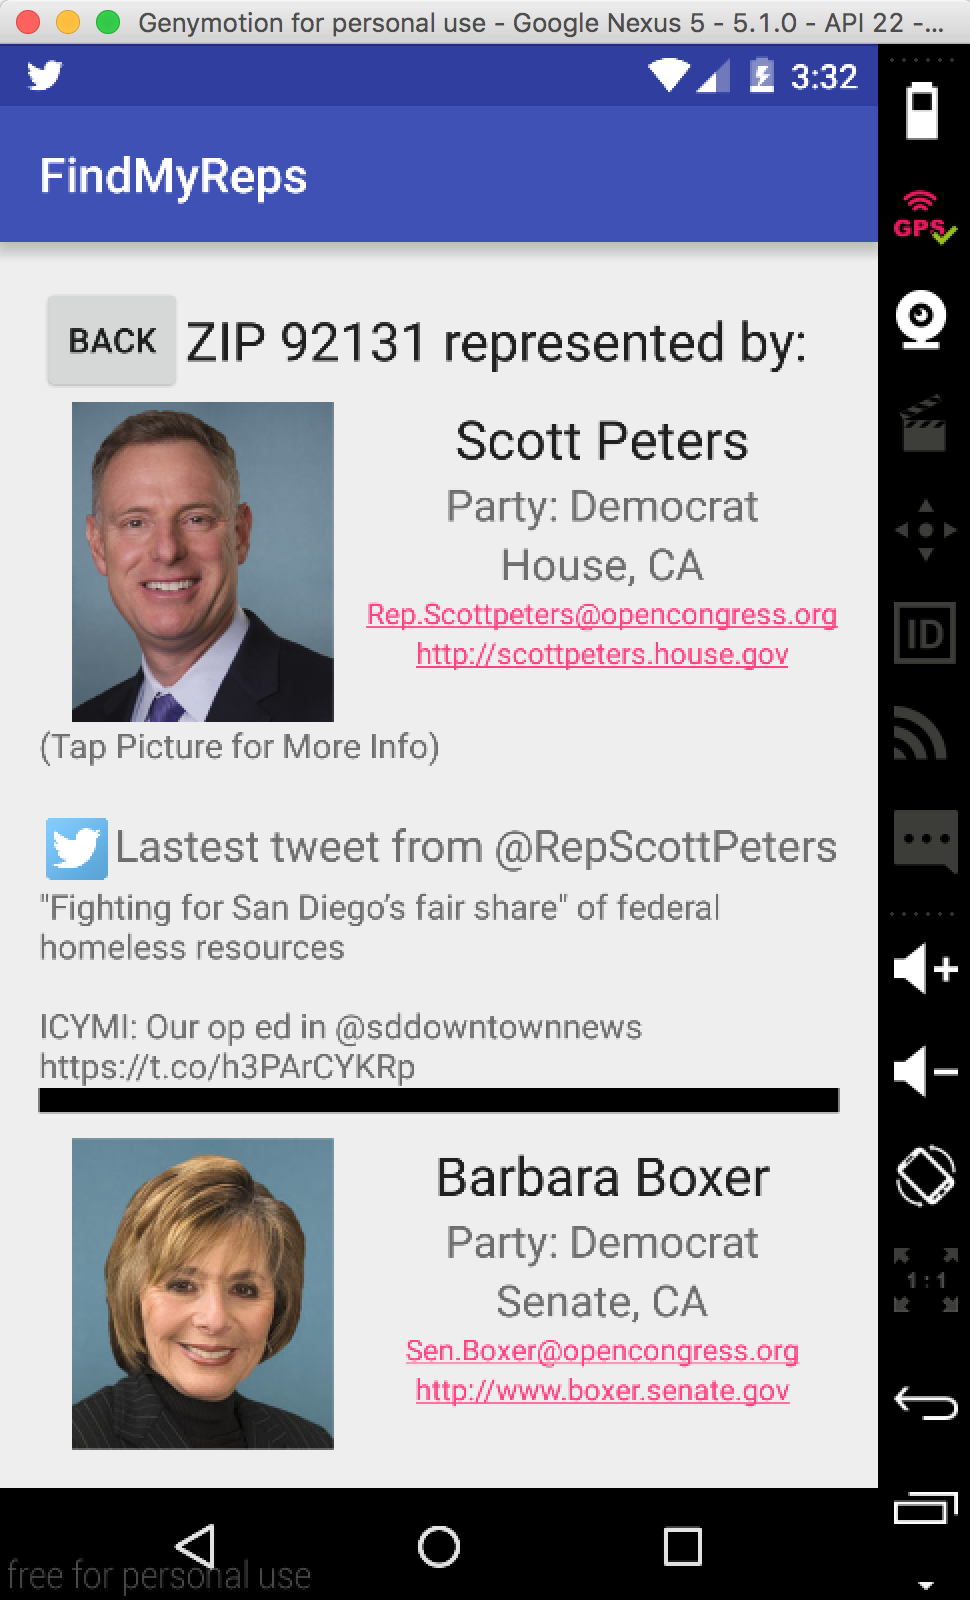 Genymotion for personal use - Google Nexus 5 - 5.1.0 - API 22 -...
3:32
FindMyReps
GPS
BACK
ZIP 92131 represented by:
Scott Peters
Party: Democrat
House, CA
Rep.Scottpeters@opencongress.org
http://scottpeters.house.gov
(Tap Picture for More Info)
ID
Lastest tweet from @RepScottPeters
"Fighting for San Diego’s fair share" of federal
homeless resources
ICYMI: Our op ed in @sddowntownnews
https://t.co/h3PArCYKRp
Barbara Boxer
Party: Democrat
Senate, CA
Sen.Boxer@opencongress.org
http://www.boxer.senate.gov
1:1
free for personal use